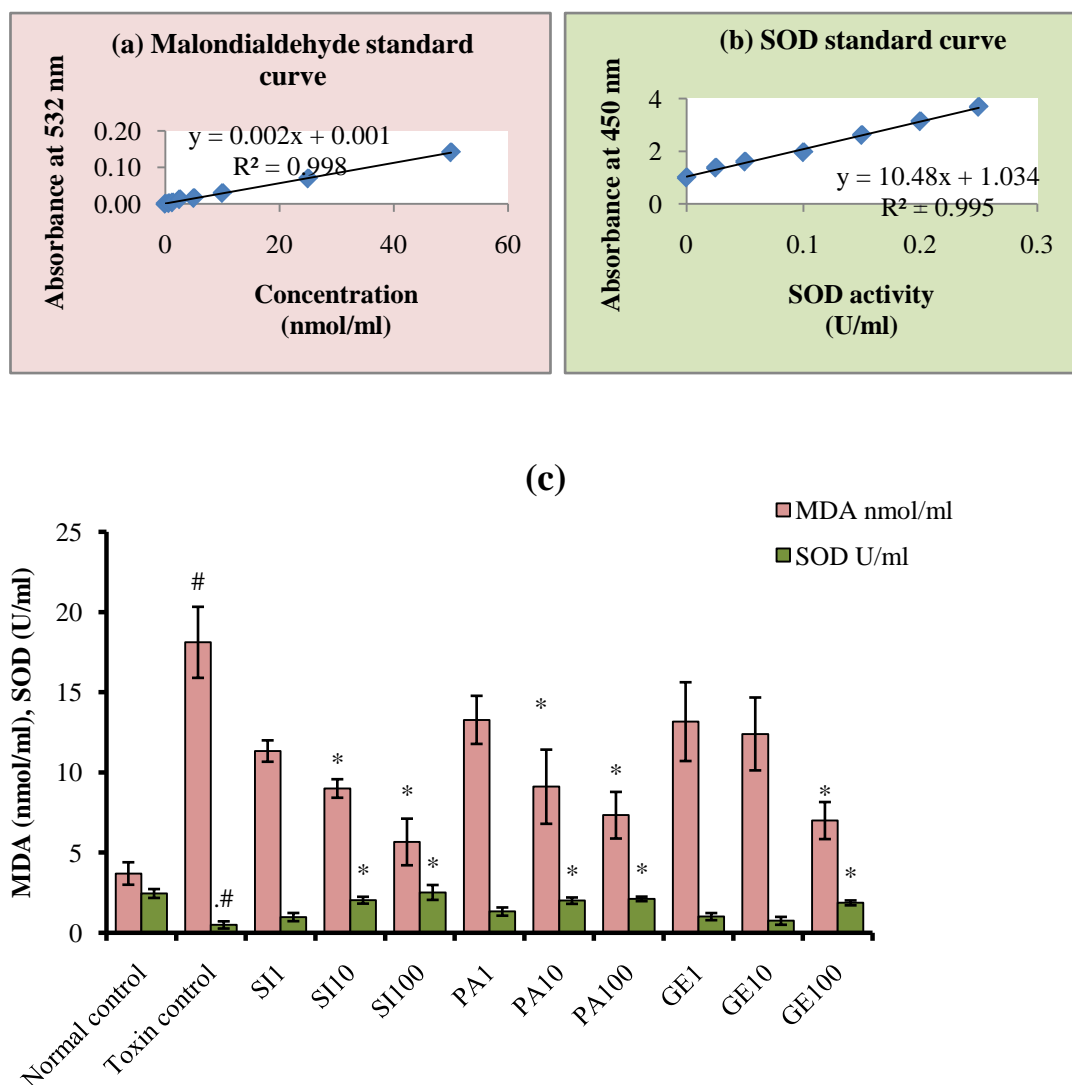 (a) Malondialdehyde standard
curve
Absorbance at 532 nm
0.20
0.10
0.00
y = 0.002x + 0.001
R² = 0.998
0
20
40
60
Concentration
(nmol/ml)
(b) SOD standard curve
Absorbance at 450 nm
4
2
0
y = 10.48x + 1.034
R² = 0.995
0
0.1
0.2
0.3
SOD activity
(U/ml)
(c)
MDA nmol/ml
SOD U/ml
MDA (nmol/ml), SOD (U/ml)
25
20
15
10
5
0
#
.#
*
*
*
*
*
*
*
*
*
*
Normal control
Toxin control
SI1
SI10
SI100
PA1
PA10
PA100
GE1
GE10
GE100